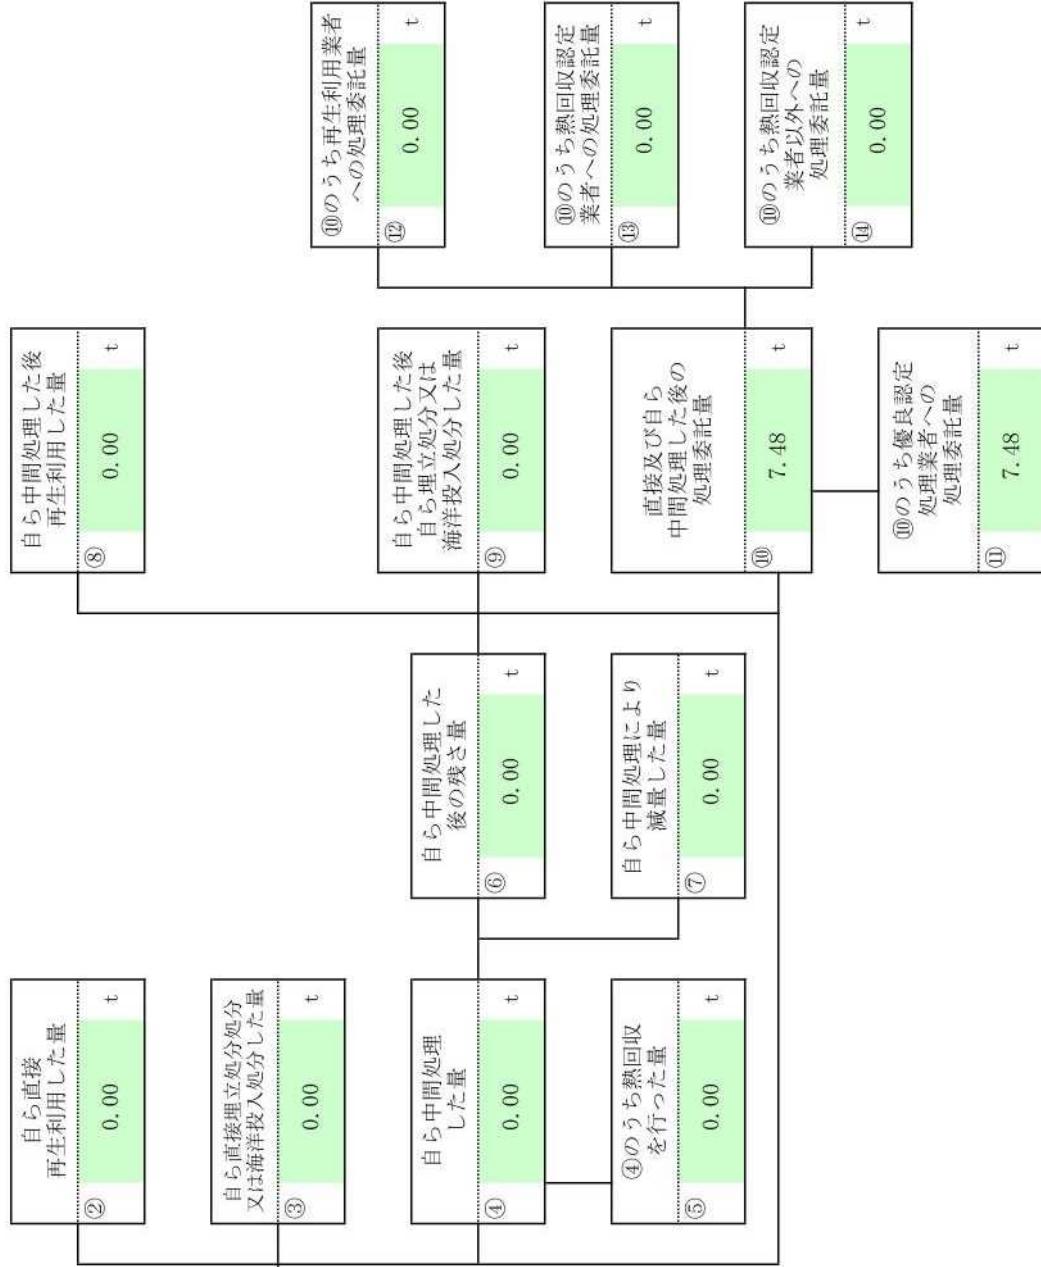 自ら直接
再生利用した量
②
0.00
t
自ら直接埋立処分処分
又は海洋投入処分した量
③
0.00
t
自ら中間処理
した量
④
0.00
t
④のうち熱回収
を行った量
⑤
0.00
t
自ら中間処理した
後の残さ量
⑥
0.00
t
自ら中間処理により
減量した量
⑦
0.00
t
自ら中間処理した後
再生利用した量
⑧
0.00
t
自ら中間処理した後
自ら埋立処分又は
海洋投入処分した量
⑨
0.00
t
直接及び自ら
中間処理した後の
処理委託量
⑩
7.48
t
⑩のうち優良認定
処理業者への
処理委託量
⑪
7.48
t
⑩のうち再生利用業者
への処理委託量
⑫
0.00
t
⑩のうち熱回収認定
業者への処理委託量
⑬
0.00
t
⑩のうち熱回収認定
業者以外への
処理委託量
⑭
0.00
t